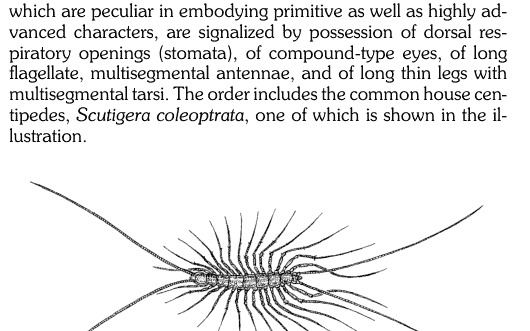 which are peculiar in embodying primitive as well as highly ad-
vanced characters, are signalized by possession of dorsal res-
piratory openings (stomata), of compound-type eyes, of long
flagellate, multisegmental antennae, and of long thin legs with
multisegmental tarsi. The order includes the common house cen-
tipedes, Scutigera coleoptrata, one of which is shown in the il-
lustration.